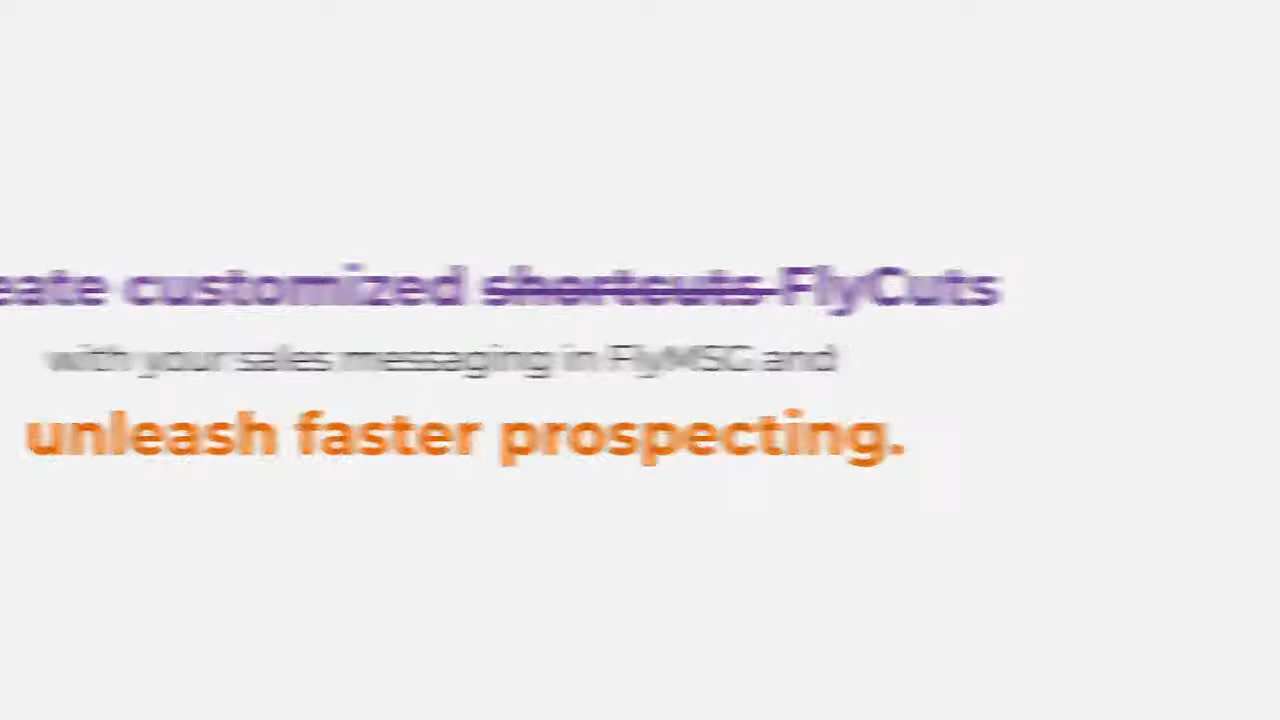 eate customized shortcuts FlyCuts
with your sales messaging in FlyMSG and
unleash faster prospecting.